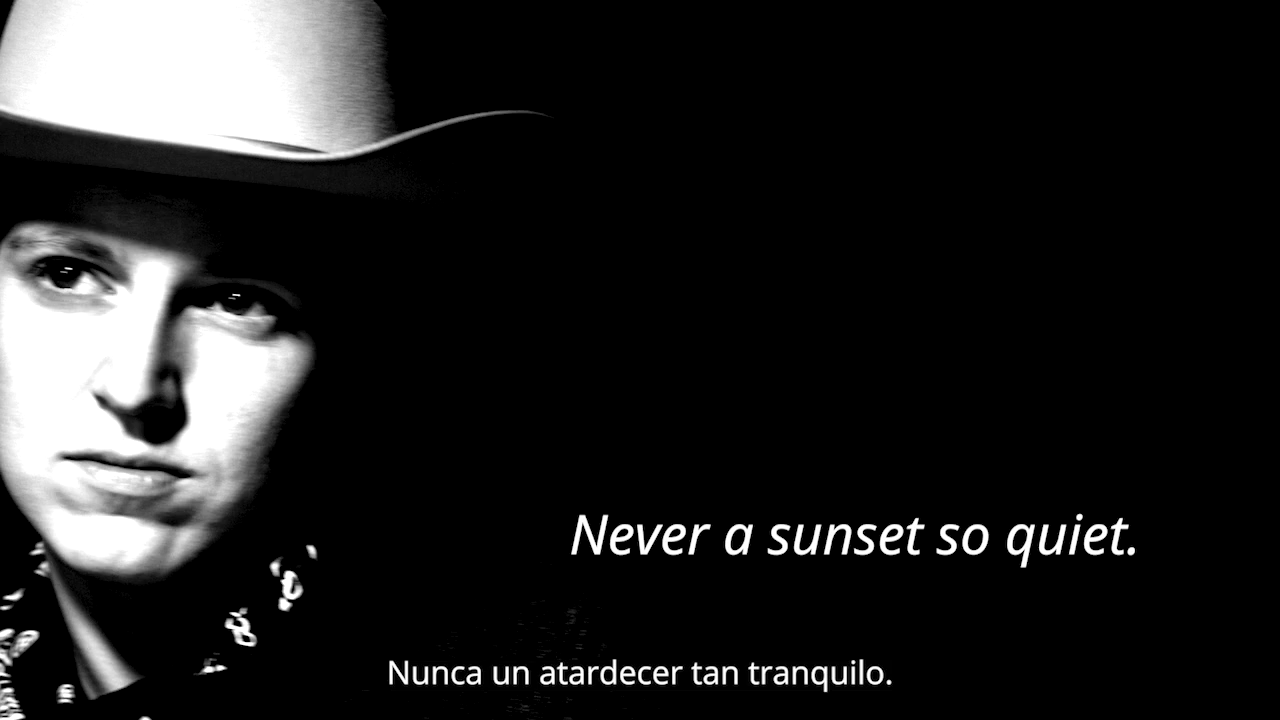 Never a sunset so quiet.
Nunca un atardecer tan tranquilo.